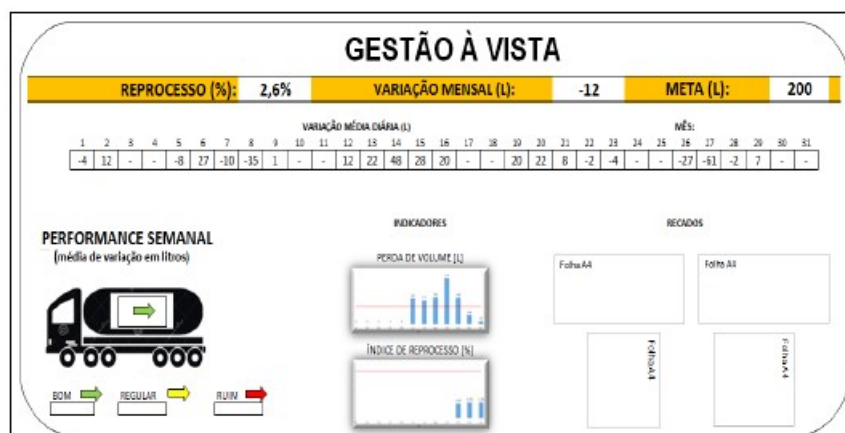 GESTÃO À VISTA
REPROCESSO (%): 2,6% VARIAÇÃO MENSAL (L): -12 META (L): 200
VARIAÇÃO MÉDIA DIÁRIA (L) MÊS:
1 2 3 4 5 6 7 8 9 10 11 12 13 14 15 16 17 18 19 20 21 22 23 24 25 26 27 28 29 30 31
-4 12 - - -8 27 -10 -35 1 - - 12 22 48 28 20 - - 20 22 8 -2 -4 - - -27 -61 -2 7 - -
INDICADORES RECADOS
PERFORMANCE SEMANAL
(média de variação em litros)
PERDA DE VOLUME [L]
Folha A4 Folha A4
ÍNDICE DE REPROCESSO [%]
Folha A4 Folha A4
BOM REGULAR RUIM